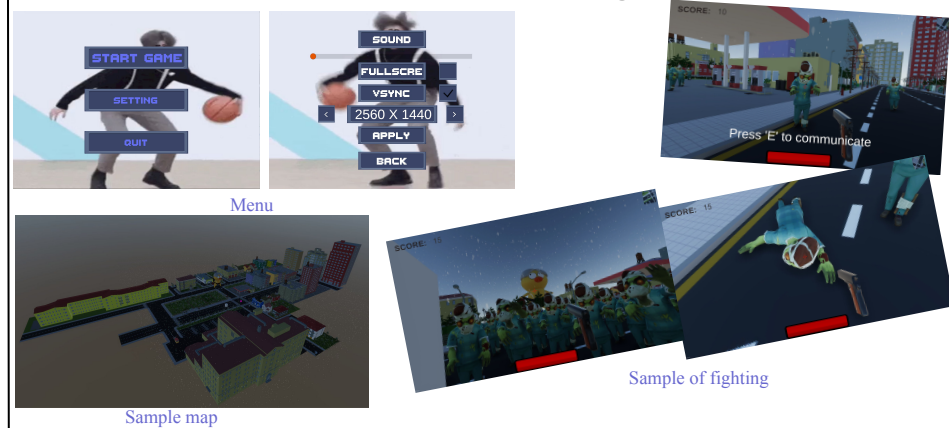 START GAME
SETTING
QUIT
SOUND
FULLSCRE
VSYNC
< 2560 X 1440 >
APPLY
BACK
Menu
Sample map
SCORE: 10
Press 'E' to communicate
SCORE: 15
SCORE: 15
Sample of fighting